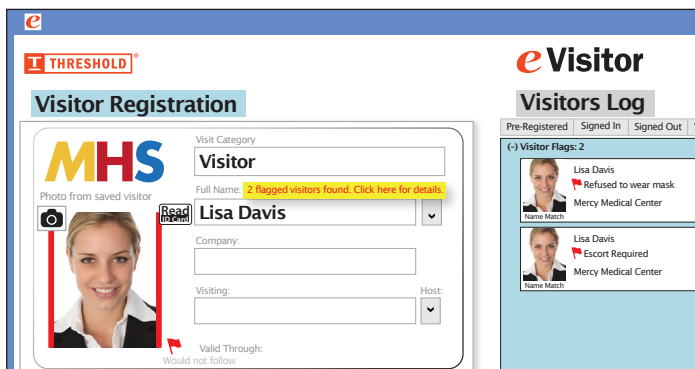 e
THRESHOLD®
e Visitor
Visitor Registration
Visitors Log
Pre-Registered Signed In Signed Out
MHS
Photo from saved visitor
Read
ID Card
Visit Category
Visitor
Full Name: 2 flagged visitors found. Click here for details.
Lisa Davis
Company:
Visiting:
Host:
Valid Through:
Would not follow
(-) Visitor Flags: 2
Lisa Davis
Refused to wear mask
Mercy Medical Center
Name Match
Lisa Davis
Escort Required
Mercy Medical Center
Name Match